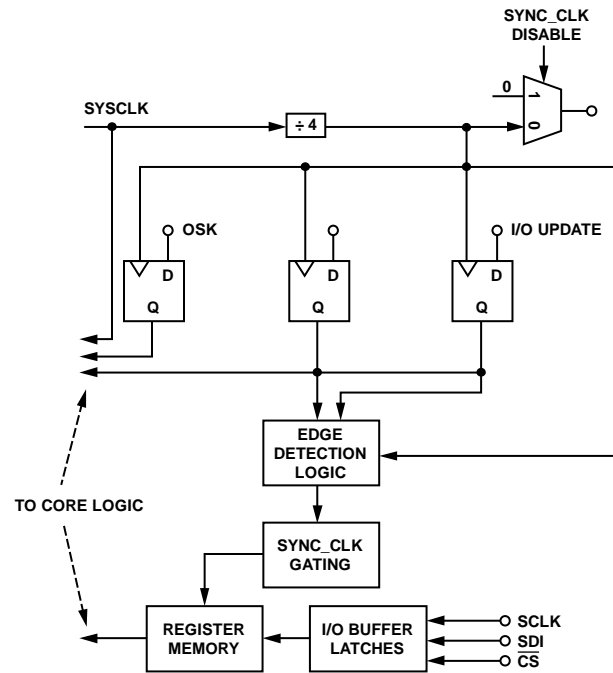 SYNC_CLK
DISABLE
0
1
0
SYSCLK
÷ 4
OSK
I/O UPDATE
D
Q
D
Q
D
Q
EDGE
DETECTION
LOGIC
TO CORE LOGIC
SYNC_CLK
GATING
REGISTER
MEMORY
I/O BUFFER
LATCHES
SCLK
SDI
C̅S̅